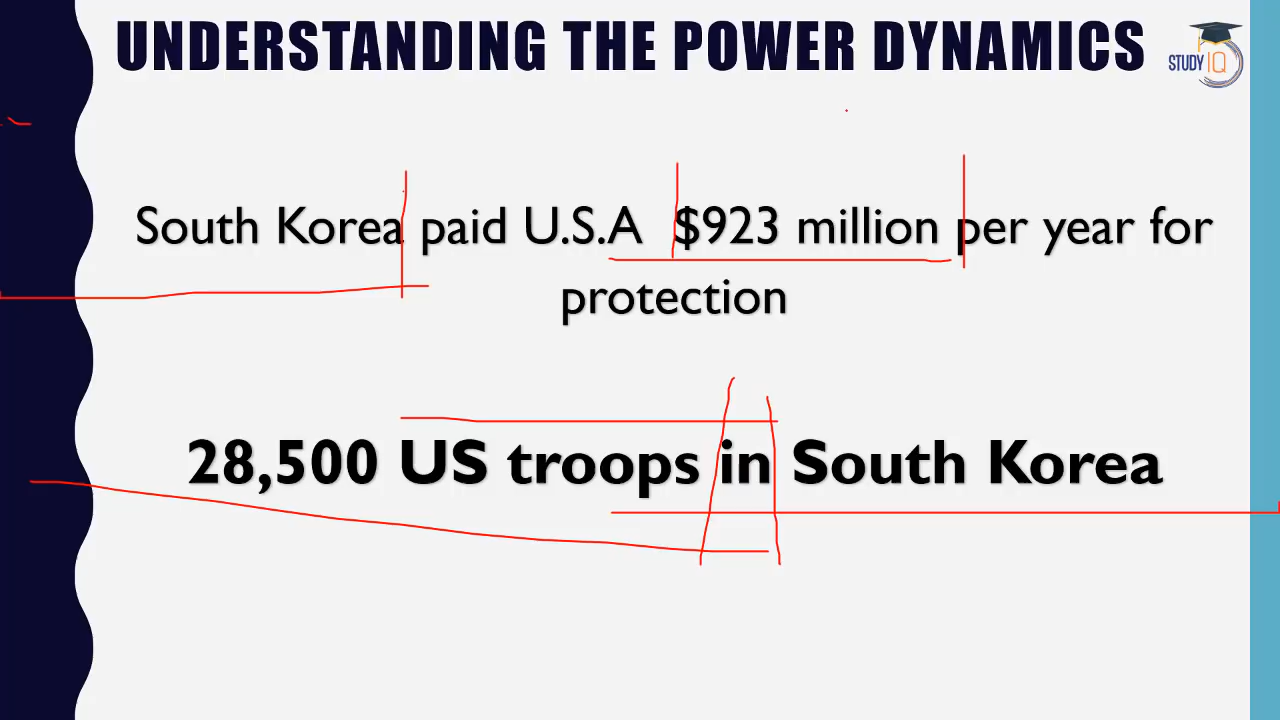 UNDERSTANDING THE POWER DYNAMICS
STUDY IQ
South Korea paid U.S.A $923 million per year for
protection
28,500 US troops in South Korea